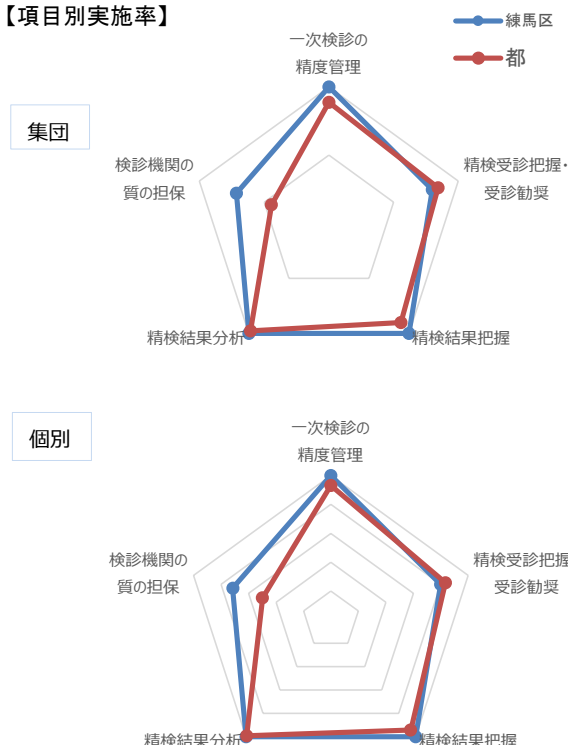 【項目別実施率】
練馬区
都
集団
一次検診の
精度管理
精検受診把握・
受診勧奨
精検結果把握
精検結果分析
検診機関の
質の担保
個別
一次検診の
精度管理
精検受診把握
受診勧奨
精検結果把握
精検結果分析
検診機関の
質の担保